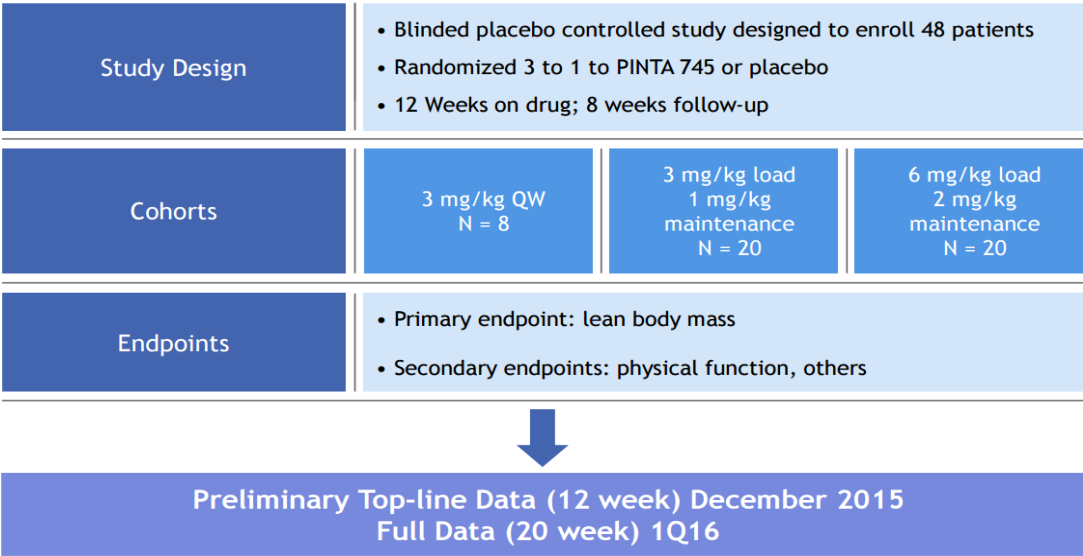 Study Design
• Blinded placebo controlled study designed to enroll 48 patients
• Randomized 3 to 1 to PINTA 745 or placebo
• 12 Weeks on drug; 8 weeks follow-up
Cohorts
3 mg/kg QW
N = 8
3 mg/kg load
1 mg/kg
maintenance
N = 20
6 mg/kg load
2 mg/kg
maintenance
N = 20
Endpoints
• Primary endpoint: lean body mass
• Secondary endpoints: physical function, others
Preliminary Top-line Data (12 week) December 2015
Full Data (20 week) 1Q16